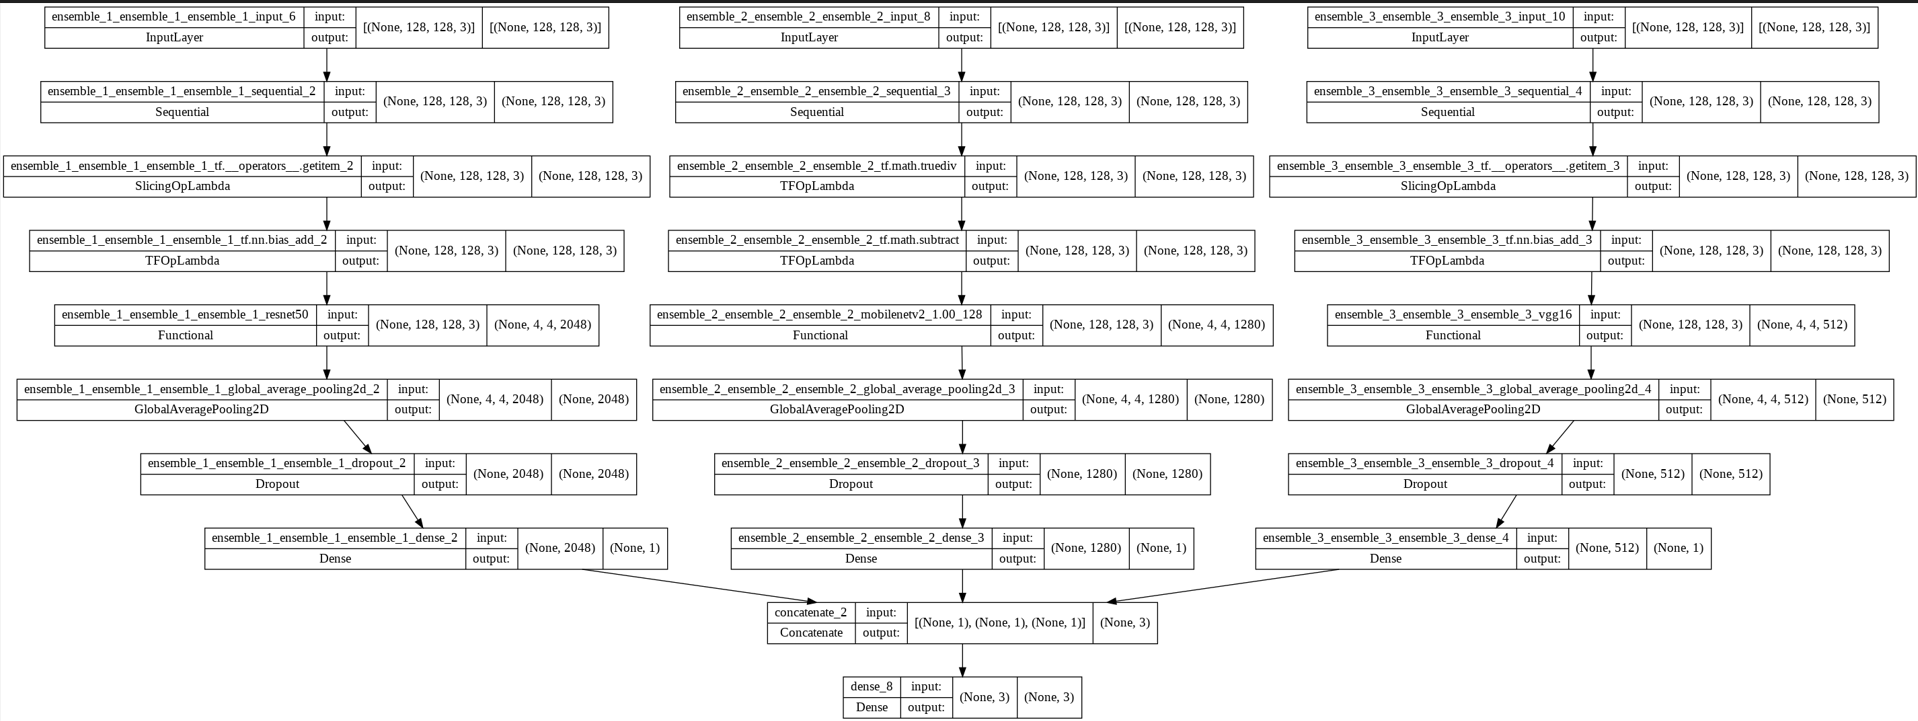 ensemble_1_ensemble_1_ensemble_1_input_6 input: [(None, 128, 128, 3)] [(None, 128, 128, 3)]
InputLayer output:
ensemble_2_ensemble_2_ensemble_2_input_8 input: [(None, 128, 128, 3)] [(None, 128, 128, 3)]
InputLayer output:
ensemble_3_ensemble_3_ensemble_3_input_10 input: [(None, 128, 128, 3)] [(None, 128, 128, 3)]
InputLayer output:
ensemble_1_ensemble_1_ensemble_1_sequential_2 input: (None, 128, 128, 3) (None, 128, 128, 3)
Sequential output:
ensemble_2_ensemble_2_ensemble_2_sequential_3 input: (None, 128, 128, 3) (None, 128, 128, 3)
Sequential output:
ensemble_3_ensemble_3_ensemble_3_sequential_4 input: (None, 128, 128, 3) (None, 128, 128, 3)
Sequential output:
ensemble_1_ensemble_1_ensemble_1_tf.__operators__.getitem_2 input: (None, 128, 128, 3) (None, 128, 128, 3)
SlicingOpLambda output:
ensemble_2_ensemble_2_ensemble_2_tf.math.truediv input: (None, 128, 128, 3) (None, 128, 128, 3)
TFOpLambda output:
ensemble_3_ensemble_3_ensemble_3_tf.__operators__.getitem_3 input: (None, 128, 128, 3) (None, 128, 128, 3)
SlicingOpLambda output:
ensemble_1_ensemble_1_ensemble_1_tf.nn.bias_add_2 input: (None, 128, 128, 3) (None, 128, 128, 3)
TFOpLambda output:
ensemble_2_ensemble_2_ensemble_2_tf.math.subtract input: (None, 128, 128, 3) (None, 128, 128, 3)
TFOpLambda output:
ensemble_3_ensemble_3_ensemble_3_tf.nn.bias_add_3 input: (None, 128, 128, 3) (None, 128, 128, 3)
TFOpLambda output:
ensemble_1_ensemble_1_ensemble_1_resnet50 input: (None, 128, 128, 3) (None, 4, 4, 2048)
Functional output:
ensemble_2_ensemble_2_ensemble_2_mobilenetv2_1.00_128 input: (None, 128, 128, 3) (None, 4, 4, 1280)
Functional output:
ensemble_3_ensemble_3_ensemble_3_vgg16 input: (None, 128, 128, 3) (None, 4, 4, 512)
Functional output:
ensemble_1_ensemble_1_ensemble_1_global_average_pooling2d_2 input: (None, 4, 4, 2048) (None, 2048)
GlobalAveragePooling2D output:
ensemble_2_ensemble_2_ensemble_2_global_average_pooling2d_3 input: (None, 4, 4, 1280) (None, 1280)
GlobalAveragePooling2D output:
ensemble_3_ensemble_3_ensemble_3_global_average_pooling2d_4 input: (None, 4, 4, 512) (None, 512)
GlobalAveragePooling2D output:
ensemble_1_ensemble_1_ensemble_1_dropout_2 input: (None, 2048) (None, 2048)
Dropout output:
ensemble_2_ensemble_2_ensemble_2_dropout_3 input: (None, 1280) (None, 1280)
Dropout output:
ensemble_3_ensemble_3_ensemble_3_dropout_4 input: (None, 512) (None, 512)
Dropout output:
ensemble_1_ensemble_1_ensemble_1_dense_2 input: (None, 2048) (None, 1)
Dense output:
ensemble_2_ensemble_2_ensemble_2_dense_3 input: (None, 1280) (None, 1)
Dense output:
ensemble_3_ensemble_3_ensemble_3_dense_4 input: (None, 512) (None, 1)
Dense output:
concatenate_2 input: [(None, 1), (None, 1), (None, 1)] (None, 3)
Concatenate output:
dense_8 input: (None, 3) (None, 3)
Dense output: